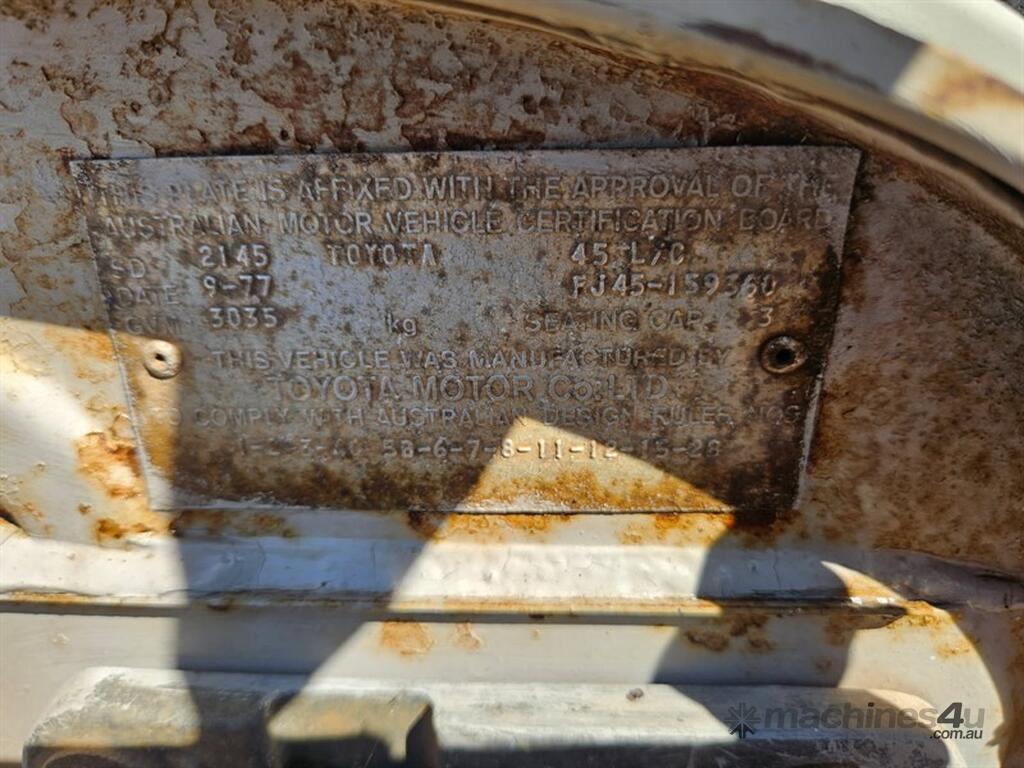 THIS PLATE IS AFFIXED WITH THE APPROVAL OF THE
AUSTRALIAN MOTOR VEHICLE CERTIFICATION BOARD
2145 TOYOTA 45 L/C
DATE 9-77 FJ45-159360
GVM 3035 kg SEATING CAP. 3
THIS VEHICLE WAS MANUFACTURED BY
TOYOTA MOTOR CO. LTD.
TO COMPLY WITH AUSTRALIAN DESIGN RULER NOS.
5B-6-7-8-11-12-15-28
machines4u
.com.au